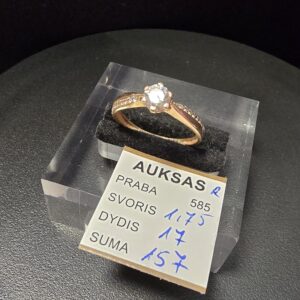 AUKSAS R
PRABA 585
SVORIS 1,75
DYDIS 17
SUMA 157